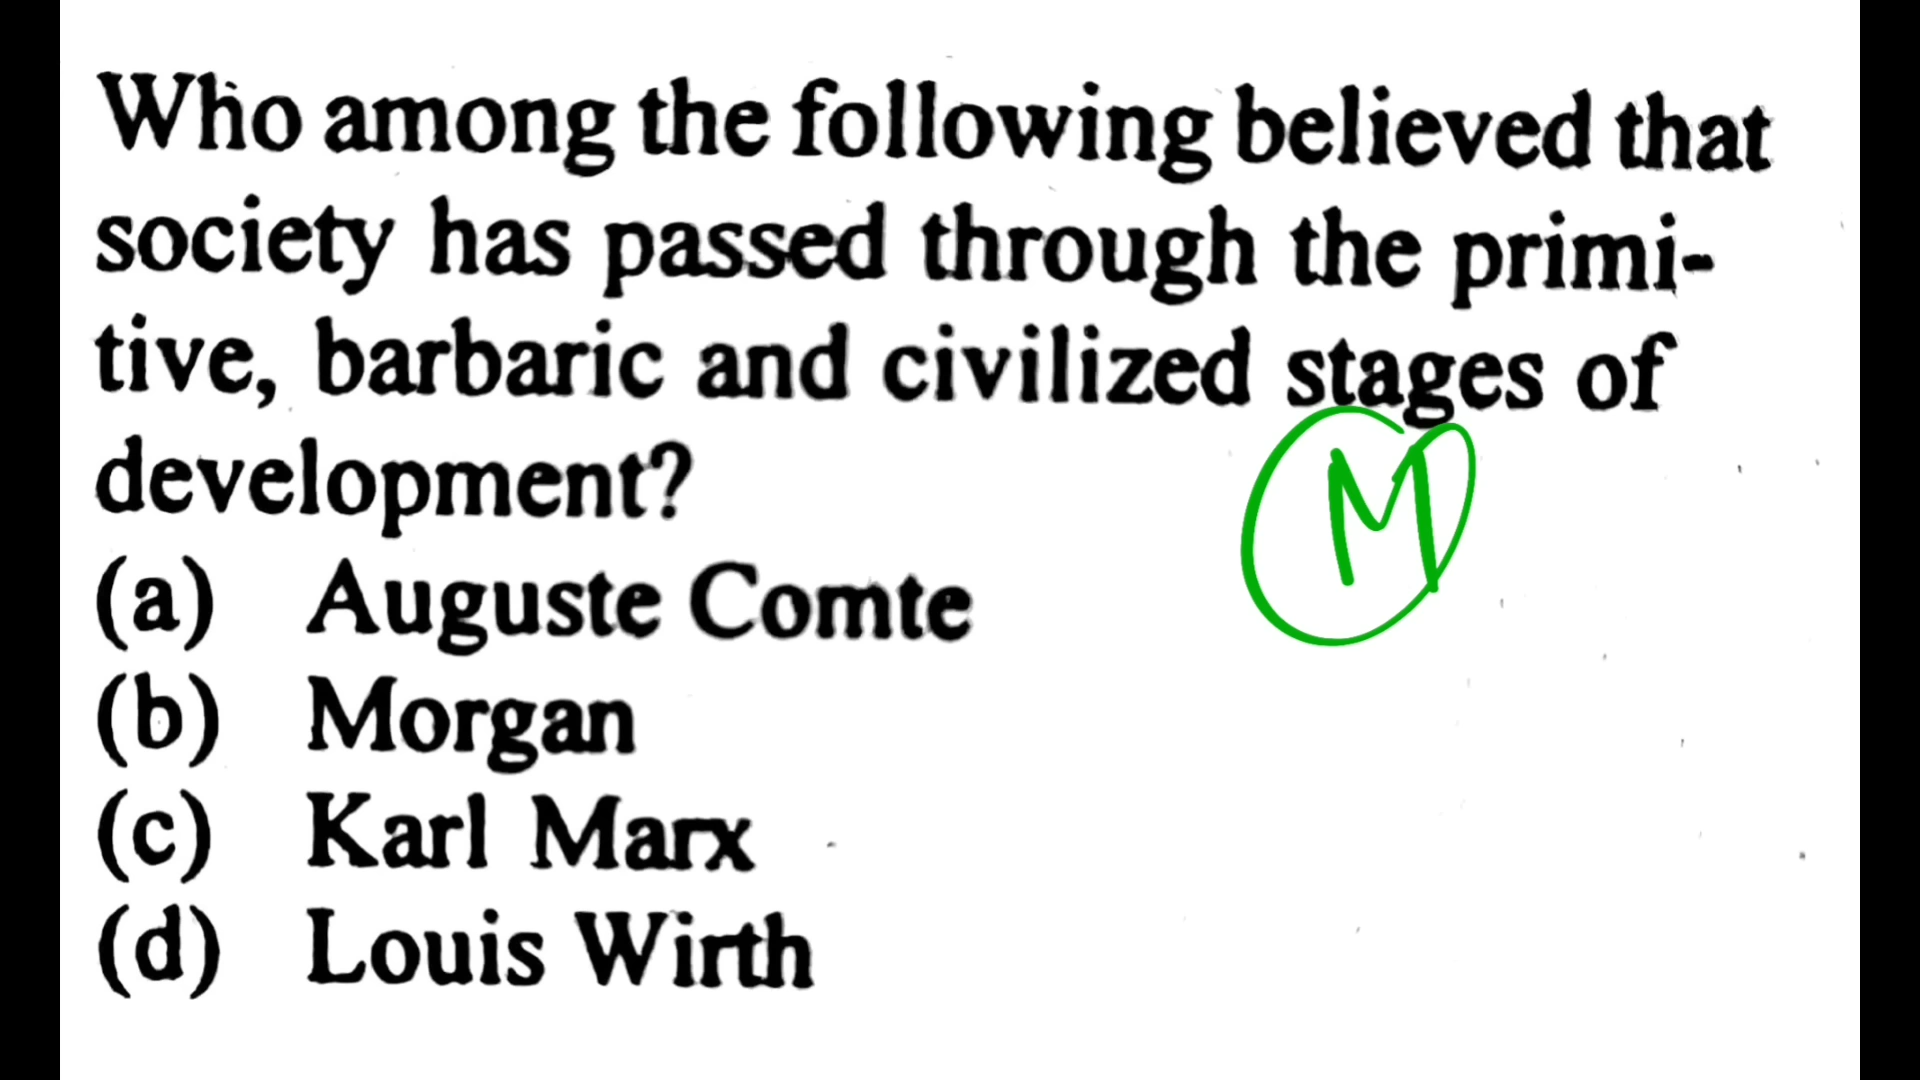 Who among the following believed that
society has passed through the primi-
tive, barbaric and civilized stages of
development?
M
(a) Auguste Comte
(b) Morgan
(c) Karl Marx
(d) Louis Wirth